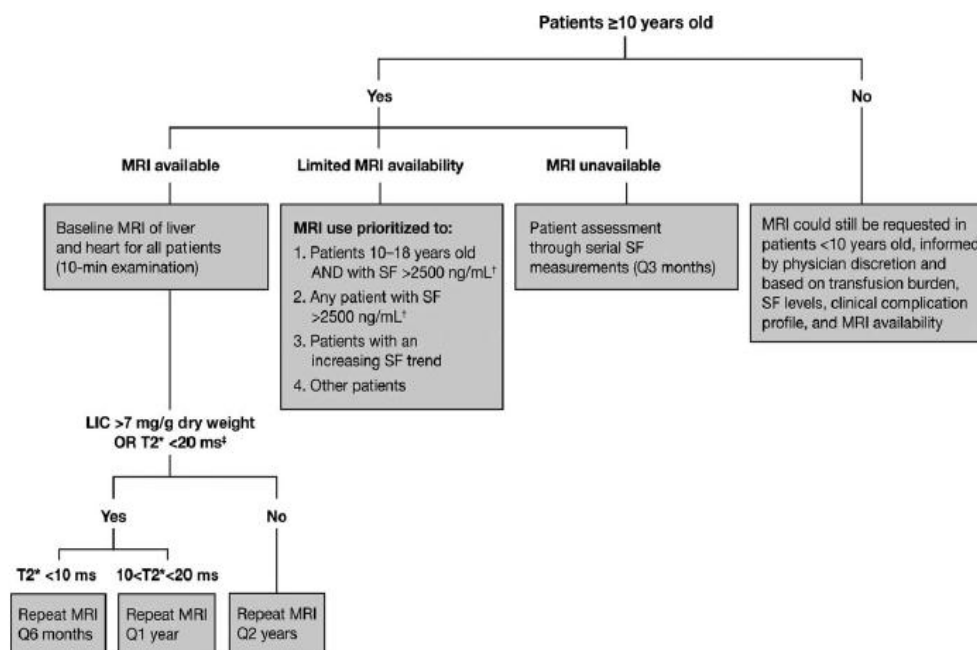 Patients ≥10 years old
Yes
No
MRI available
Limited MRI availability
MRI unavailable
Baseline MRI of liver
and heart for all patients
(10-min examination)
MRI use prioritized to:
1. Patients 10–18 years old
AND with SF >2500 ng/mL†
2. Any patient with SF
>2500 ng/mL†
3. Patients with an
increasing SF trend
4. Other patients
Patient assessment
through serial SF
measurements (Q3 months)
MRI could still be requested in
patients <10 years old, informed
by physician discretion and
based on transfusion burden,
SF levels, clinical complication
profile, and MRI availability
LIC >7 mg/g dry weight
OR T2* <20 ms‡
Yes
No
T2* <10 ms
10<T2*<20 ms
Repeat MRI
Q6 months
Repeat MRI
Q1 year
Repeat MRI
Q2 years